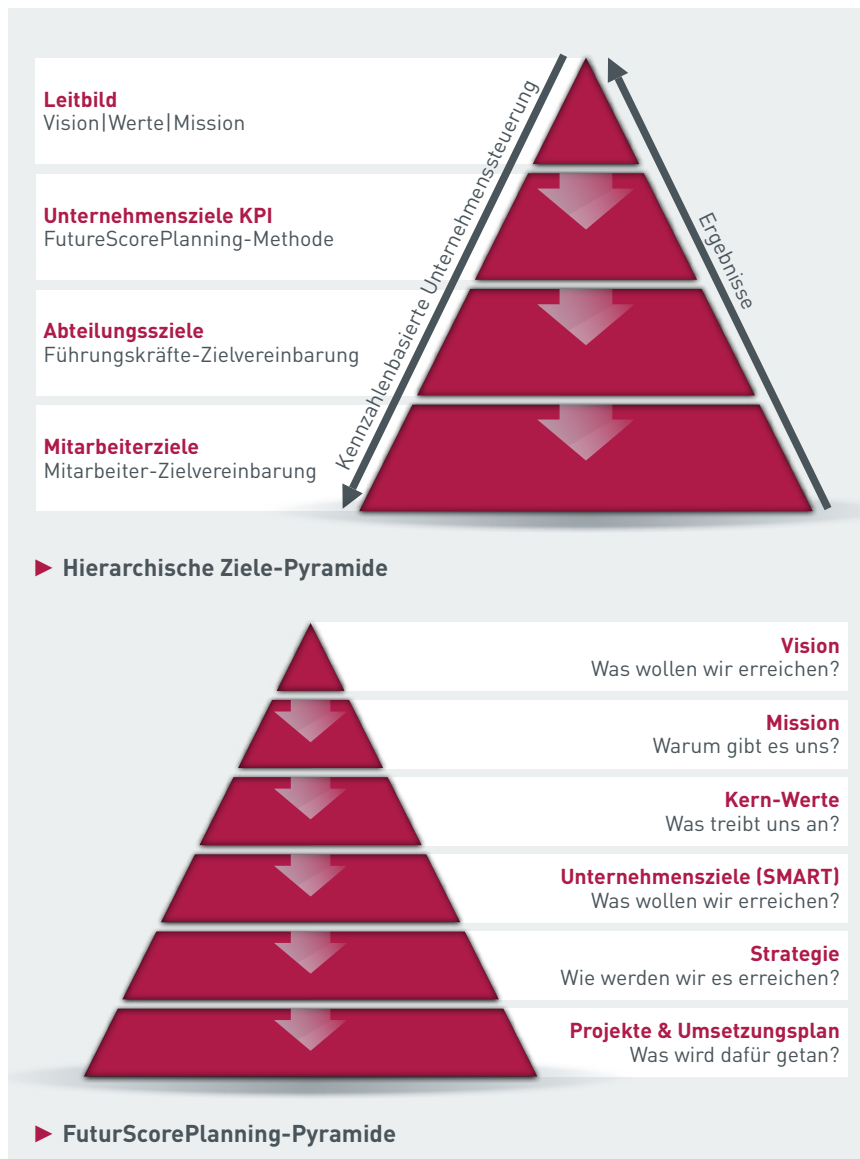 Leitbild
Vision|Werte|Mission
Unternehmensziele KPI
FutureScorePlanning-Methode
Abteilungssziele
Führungskräfte-Zielvereinbarung
Mitarbeiterziele
Mitarbeiter-Zielvereinbarung
Kennzahlenbasierte Unternehmenssteuerung
Ergebnisse
Hierarchische Ziele-Pyramide
Vision
Was wollen wir erreichen?
Mission
Warum gibt es uns?
Kern-Werte
Was treibt uns an?
Unternehmensziele (SMART)
Was wollen wir erreichen?
Strategie
Wie werden wir es erreichen?
Projekte & Umsetzungsplan
Was wird dafür getan?
FuturScorePlanning-Pyramide